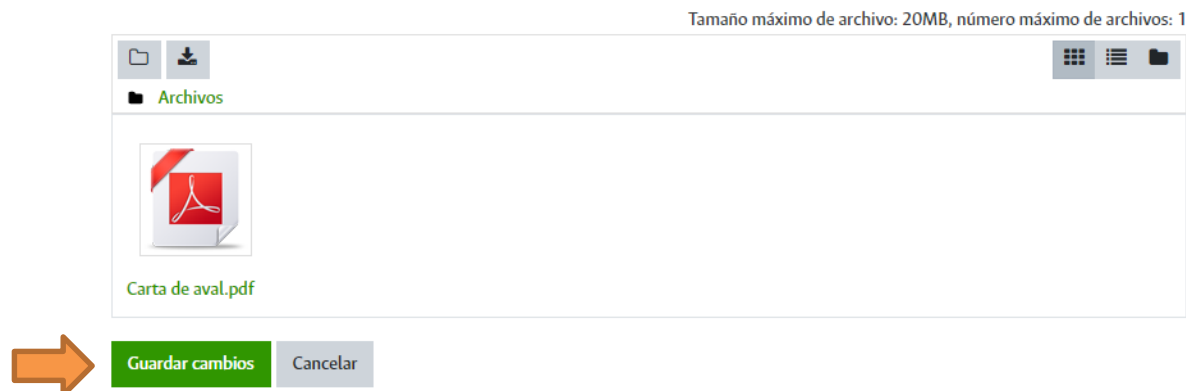 Tamaño máximo de archivo: 20MB, número máximo de archivos: 1
Archivos
Carta de aval.pdf
Guardar cambios Cancelar